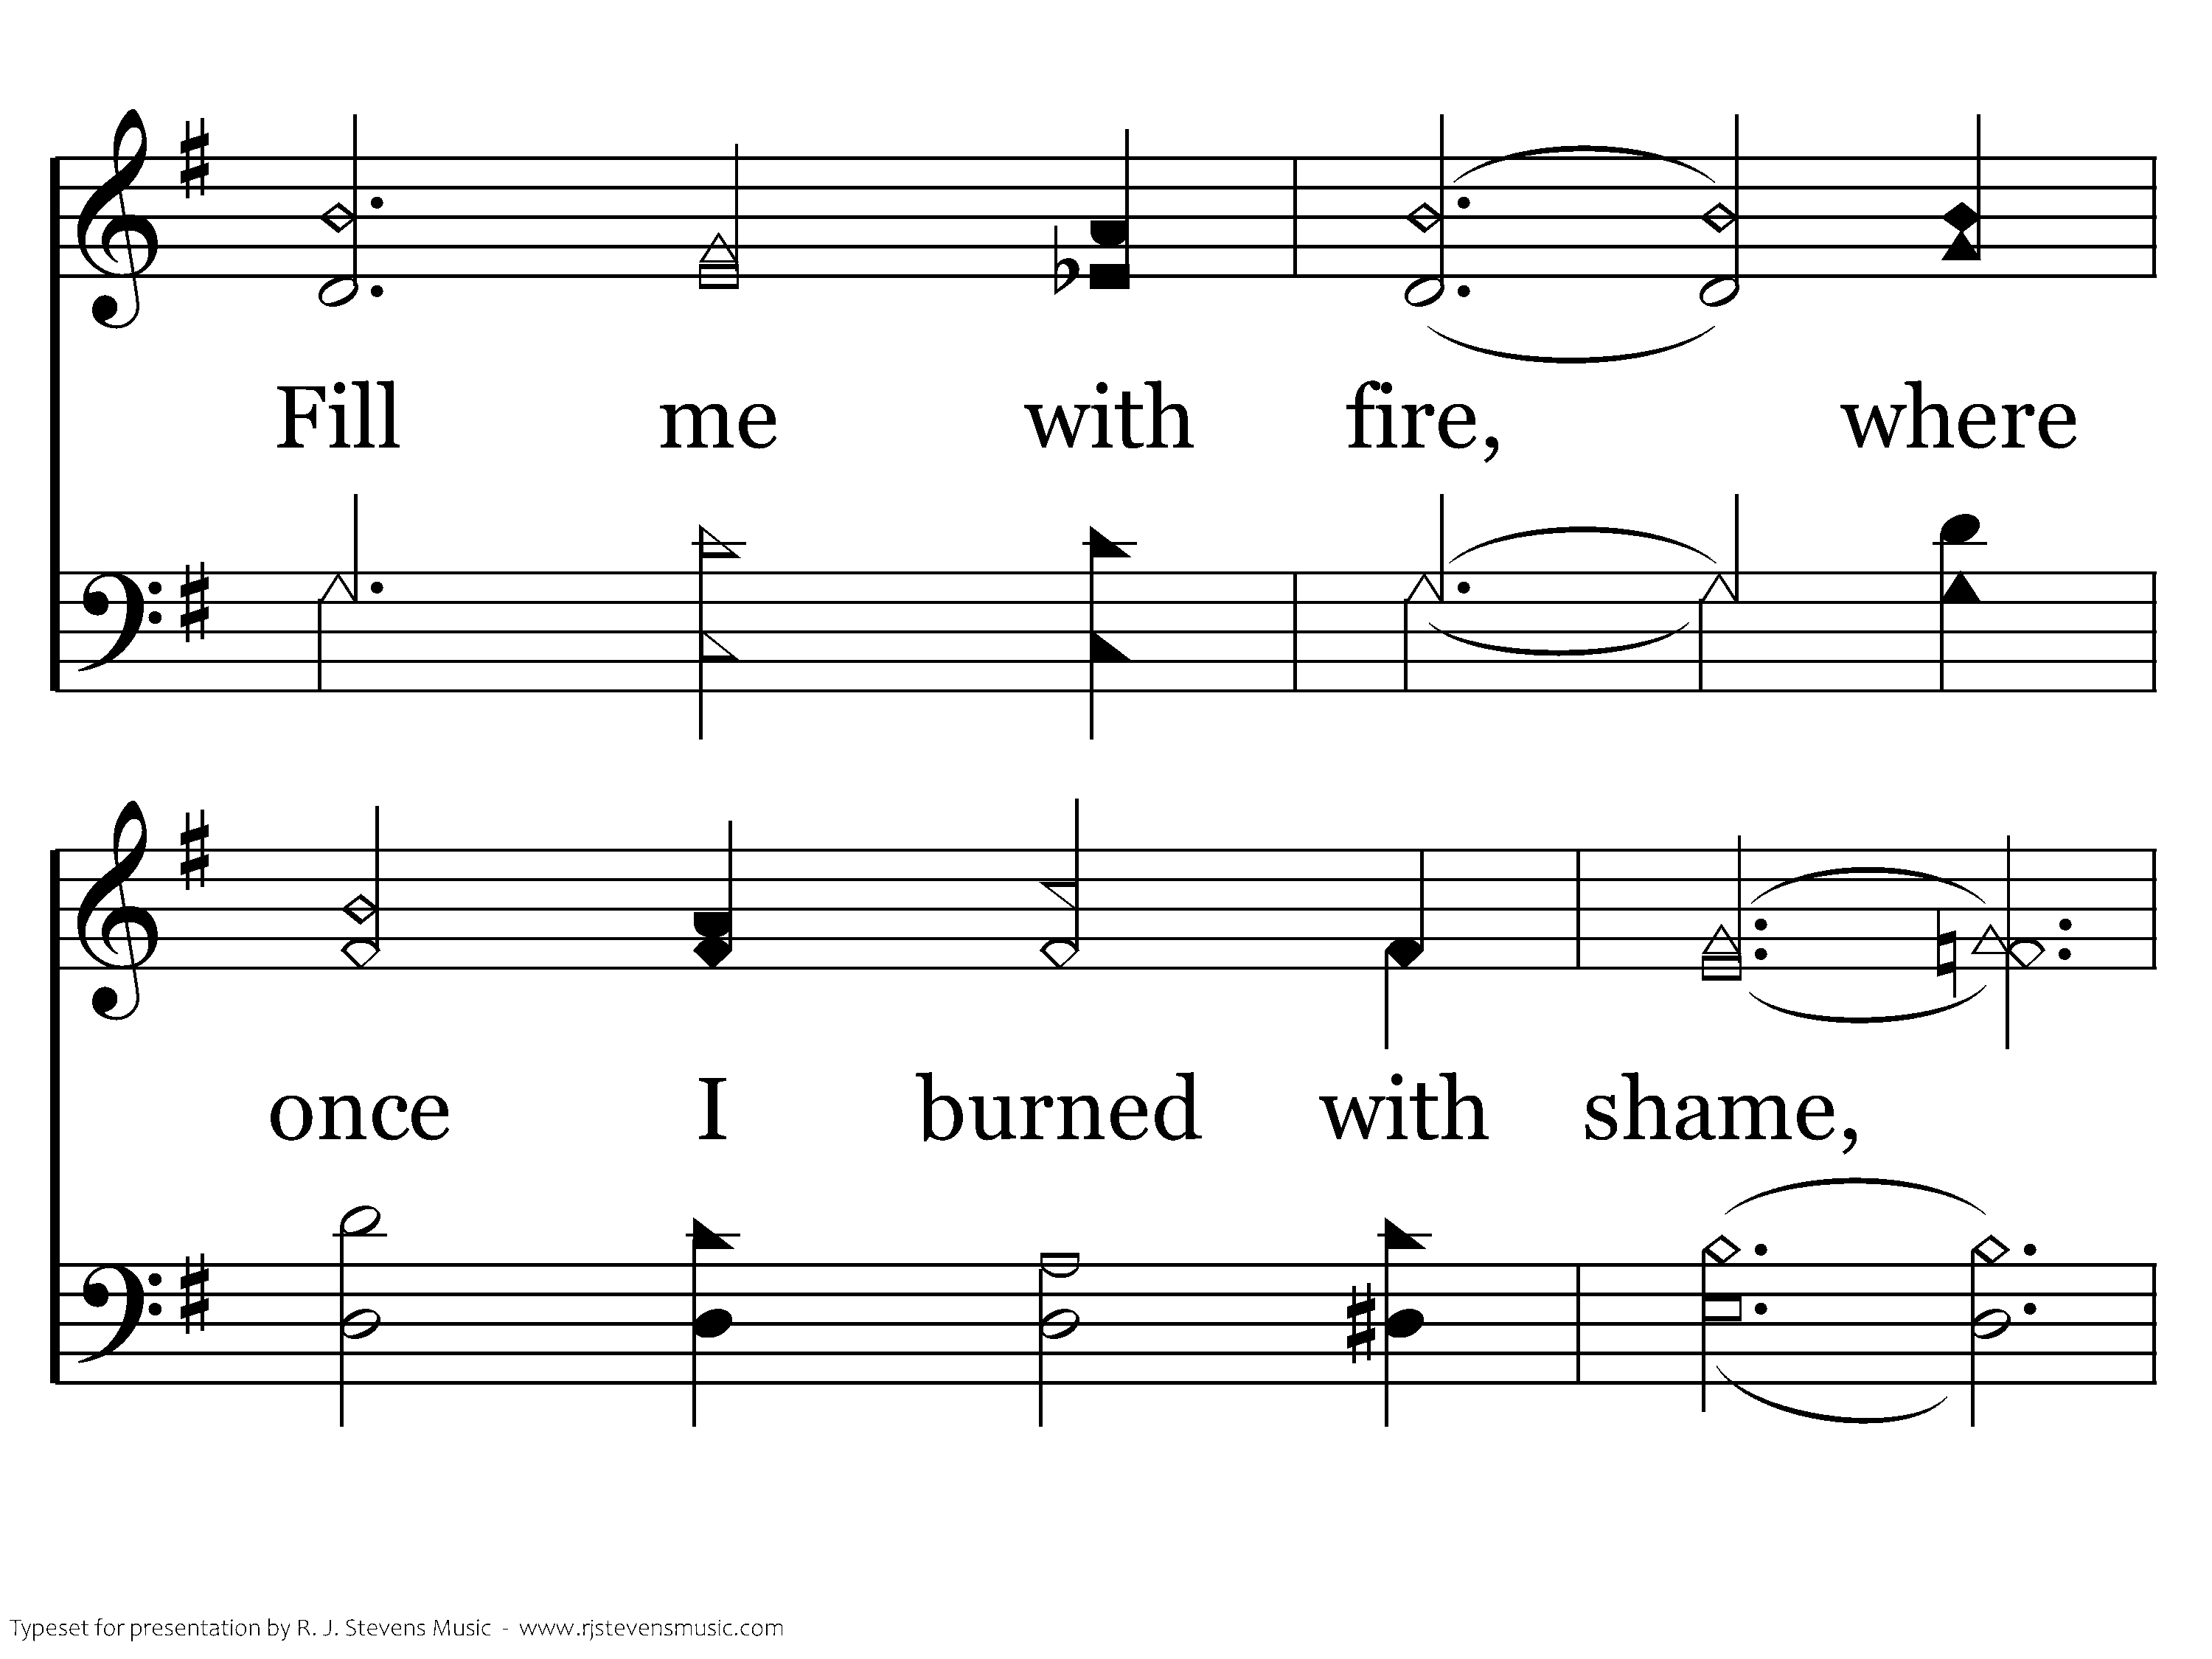 Fill me with fire, where
once I burned with shame,
Typeset for presentation by R. J. Stevens Music - www.rjstevensmusic.com